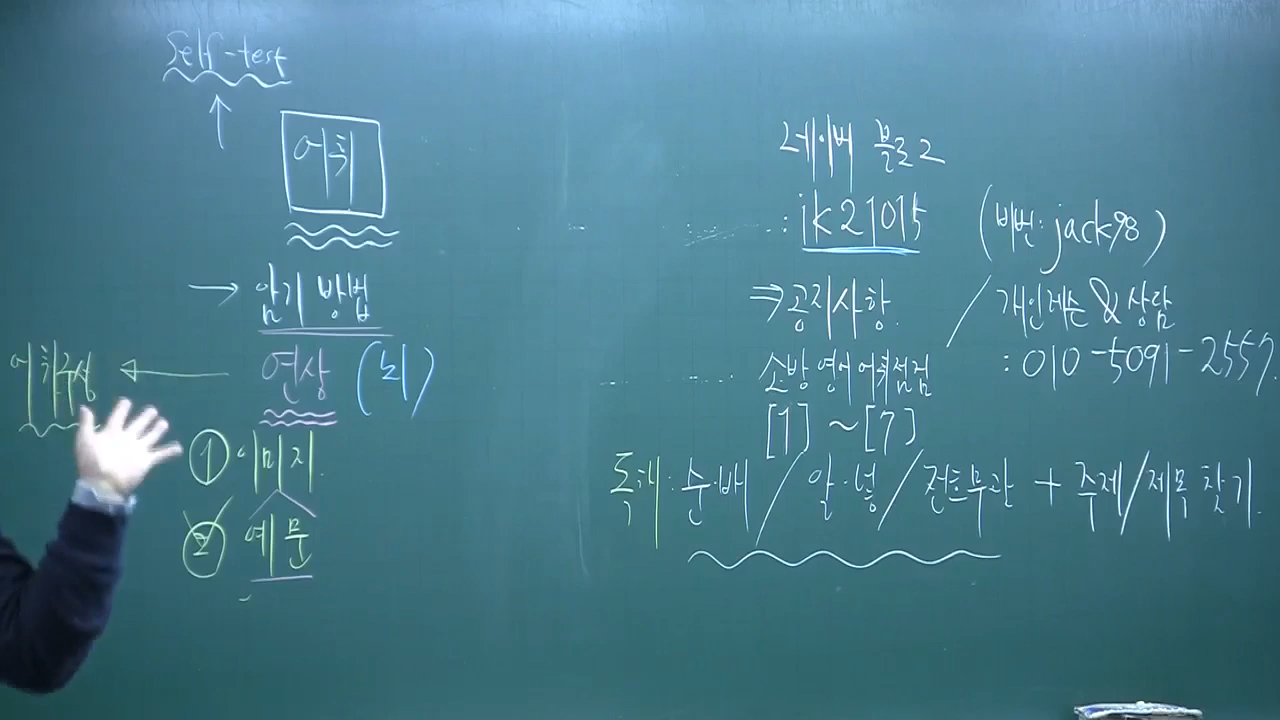 Self-test
어휘
→ 암기 방법
어휘구성 ← 연상 (뇌)
① 이미지
② 예문
네이버 블로그
: jk21015 (비번: jack98)
⇒ 공지사항 / 개인레슨 & 상담
: 010-5091-2557
소방 영어 어휘 점검
[1] ~ [7]
독해 순·배 / 앞·넣 / 전흐무관 + 주제/제목 찾기